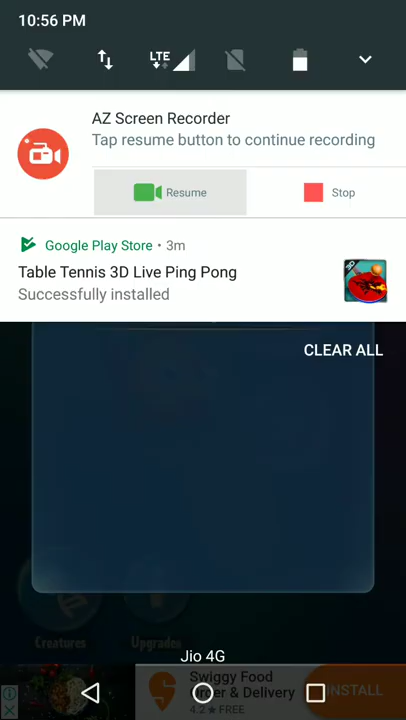 10:56 PM
LTE
AZ Screen Recorder
Tap resume button to continue recording
Resume
Stop
Google Play Store • 3m
Table Tennis 3D Live Ping Pong
Successfully installed
CLEAR ALL
Creatures
Upgrades
Jio 4G
Swiggy Food
Order & Delivery
4.2★FREE
INSTALL